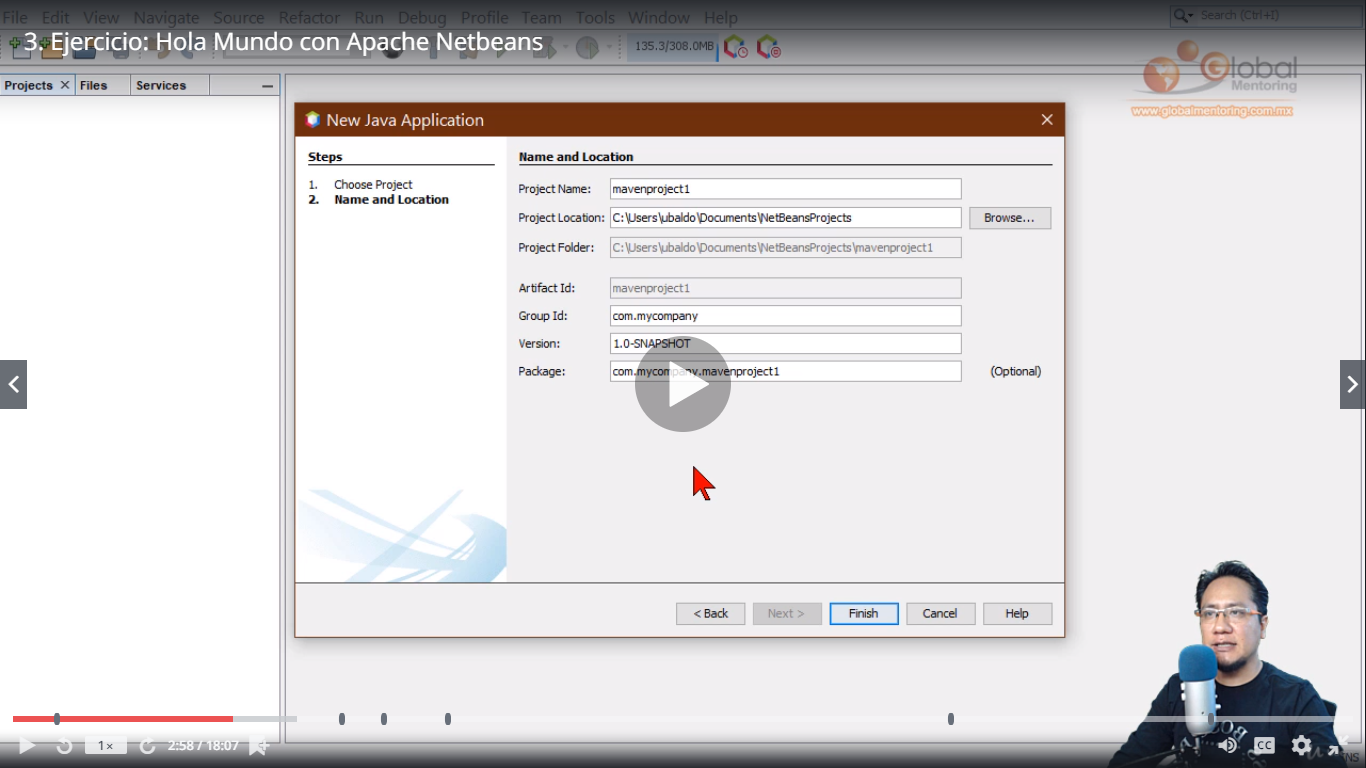 File Edit View Navigate Source Refactor Run Debug Profile Team Tools Window Help
Search (Ctrl+I)
3. Ejercicio: Hola Mundo con Apache Netbeans
135.3/308.0MB
Global
Mentoring
www.globalmentoring.com.mx
Projects Files Services
New Java Application
Steps
1. Choose Project
2. Name and Location
Name and Location
Project Name: mavenproject1
Project Location: C:\Users\ubaldo\Documents\NetBeansProjects Browse...
Project Folder: C:\Users\ubaldo\Documents\NetBeansProjects\mavenproject1
Artifact Id: mavenproject1
Group Id: com.mycompany
Version: 1.0-SNAPSHOT
Package: com.mycompany.mavenproject1 (Optional)
< Back Next > Finish Cancel Help
1× 2:58 / 18:07 CC